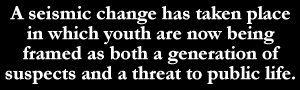 A seismic change has taken place
in which youth are now being
framed as both a generation of
suspects and a threat to public life.